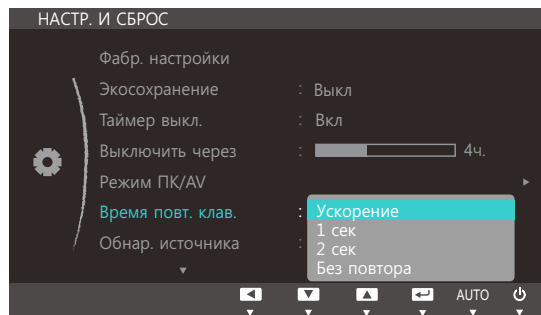 НАСТР. И СБРОС
Фабр. настройки
Экосохранение : Выкл
Таймер выкл. : Вкл
Выключить через : 4ч.
Режим ПК/AV
Время повт. клав. : Ускорение
1 сек
Обнар. источника : 2 сек
Без повтора
AUTO